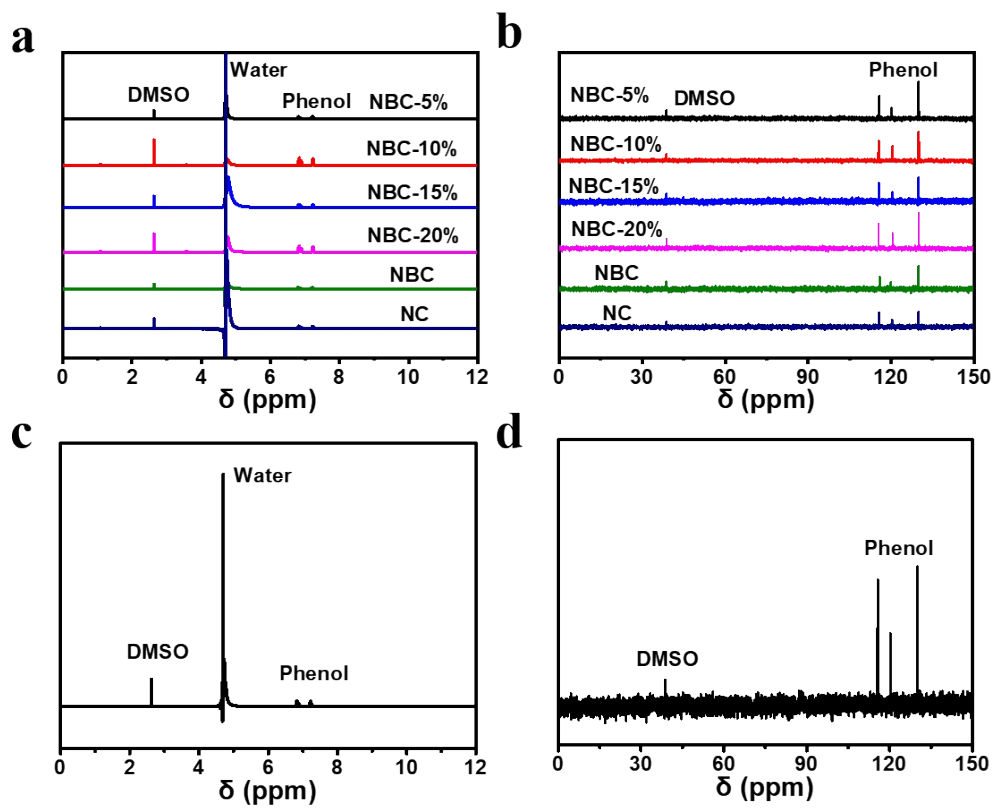 a
Water
DMSO
Phenol
NBC-5%
NBC-10%
NBC-15%
NBC-20%
NBC
NC
0 2 4 6 8 10 12
δ (ppm)
b
Phenol
NBC-5%
DMSO
NBC-10%
NBC-15%
NBC-20%
NBC
NC
0 30 60 90 120 150
δ (ppm)
c
Water
DMSO
Phenol
0 2 4 6 8 10 12
δ (ppm)
d
Phenol
DMSO
0 30 60 90 120 150
δ (ppm)